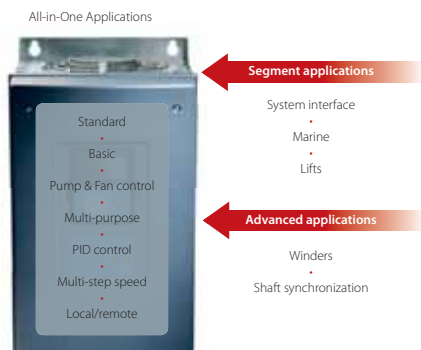 All-in-One Applications
Standard
•
Basic
•
Pump & Fan control
•
Multi-purpose
•
PID control
•
Multi-step speed
•
Local/remote
Segment applications
System interface
•
Marine
•
Lifts
Advanced applications
Winders
•
Shaft synchronization